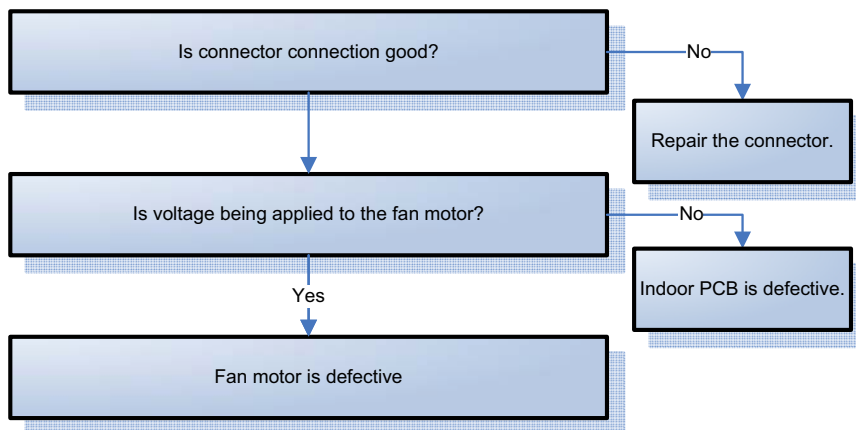 Is connector connection good?
No
Repair the connector.
Is voltage being applied to the fan motor?
No
Indoor PCB is defective.
Yes
Fan motor is defective